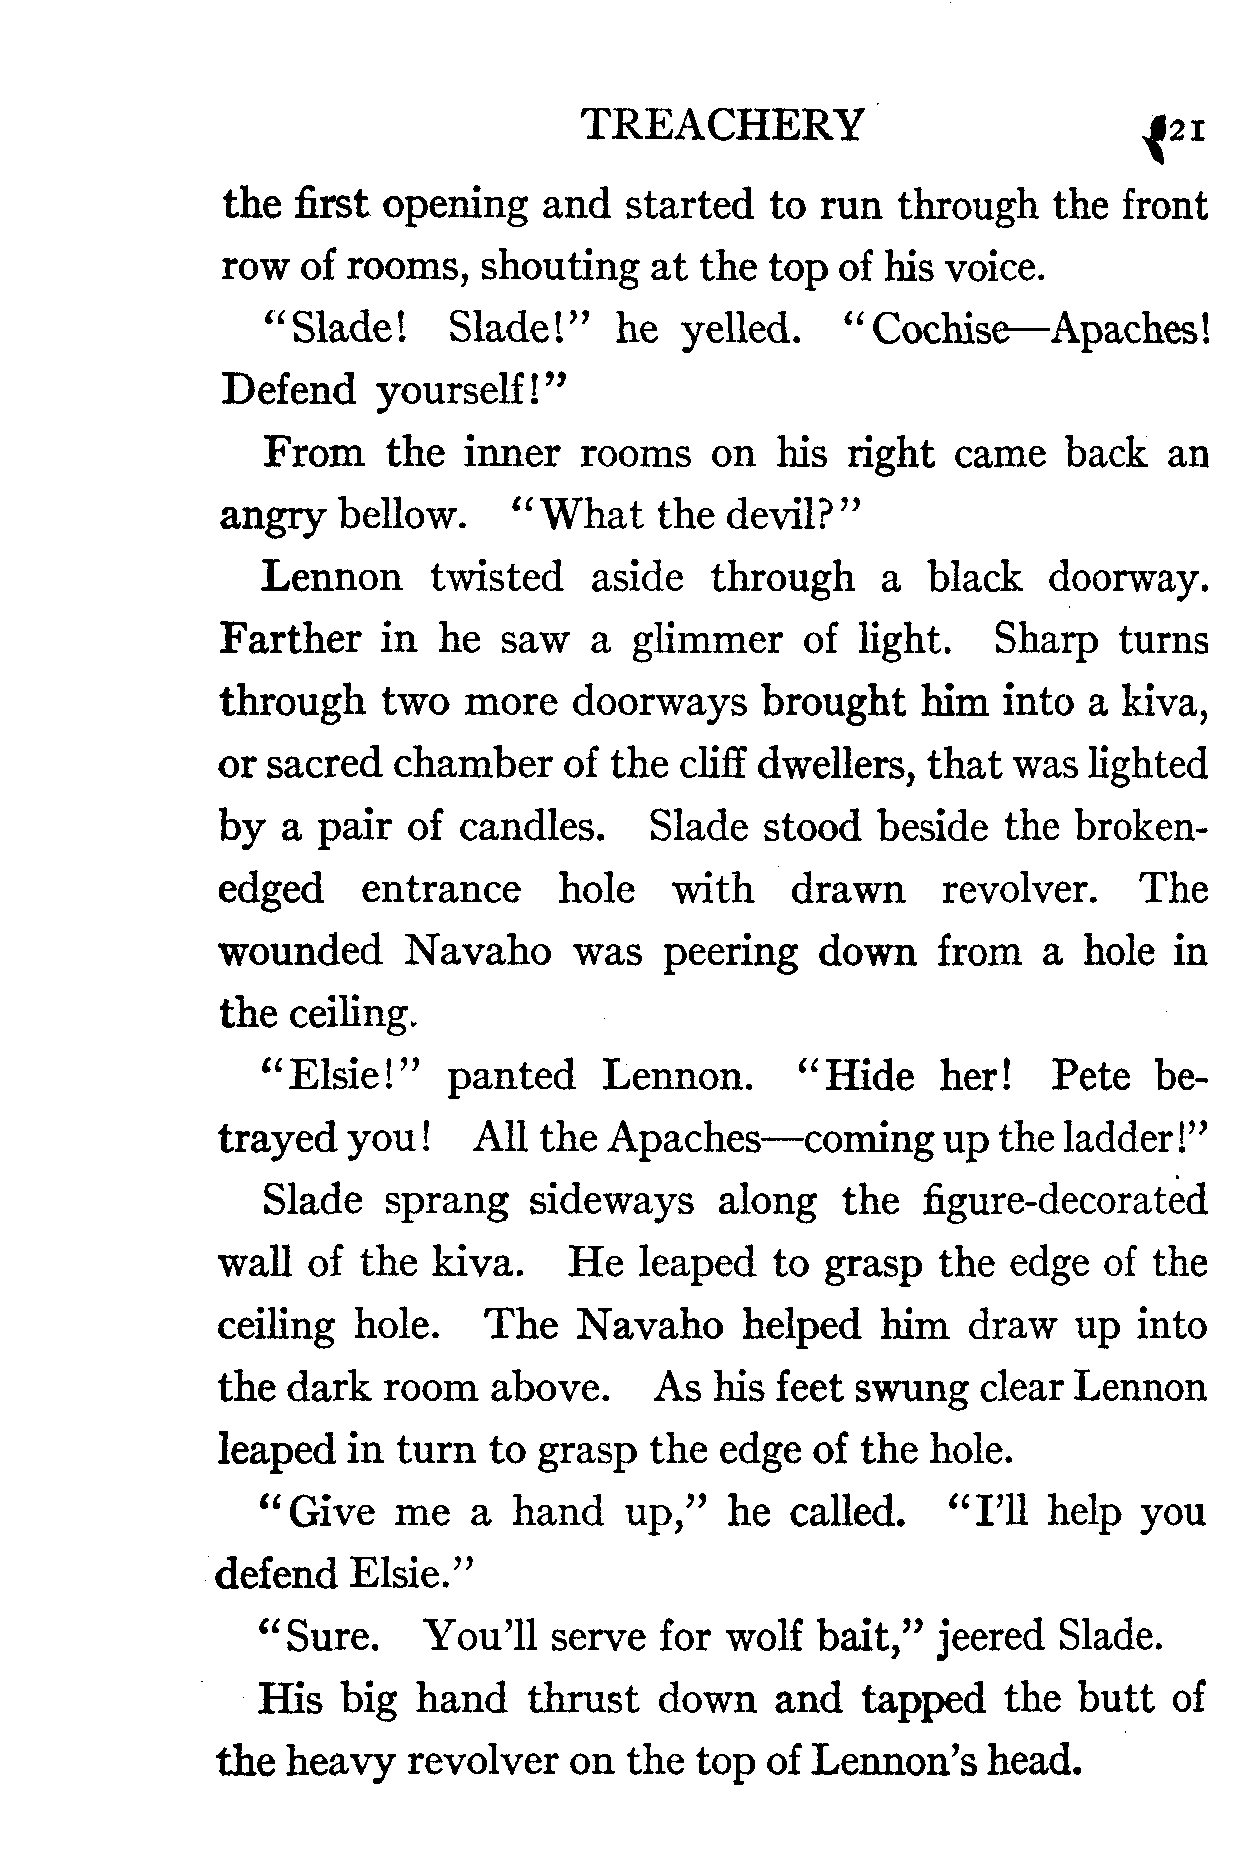 TREACHERY 21
the first opening and started to run through the front
row of rooms, shouting at the top of his voice.
“Slade! Slade!” he yelled. “Cochise—Apaches!
Defend yourself!”
From the inner rooms on his right came back an
angry bellow. “What the devil?”
Lennon twisted aside through a black doorway.
Farther in he saw a glimmer of light. Sharp turns
through two more doorways brought him into a kiva,
or sacred chamber of the cliff dwellers, that was lighted
by a pair of candles. Slade stood beside the broken-
edged entrance hole with drawn revolver. The
wounded Navaho was peering down from a hole in
the ceiling.
“Elsie!” panted Lennon. “Hide her! Pete be-
trayed you! All the Apaches—coming up the ladder!”
Slade sprang sideways along the figure-decorated
wall of the kiva. He leaped to grasp the edge of the
ceiling hole. The Navaho helped him draw up into
the dark room above. As his feet swung clear Lennon
leaped in turn to grasp the edge of the hole.
“Give me a hand up,” he called. “I’ll help you
defend Elsie.”
“Sure. You’ll serve for wolf bait,” jeered Slade.
His big hand thrust down and tapped the butt of
the heavy revolver on the top of Lennon’s head.